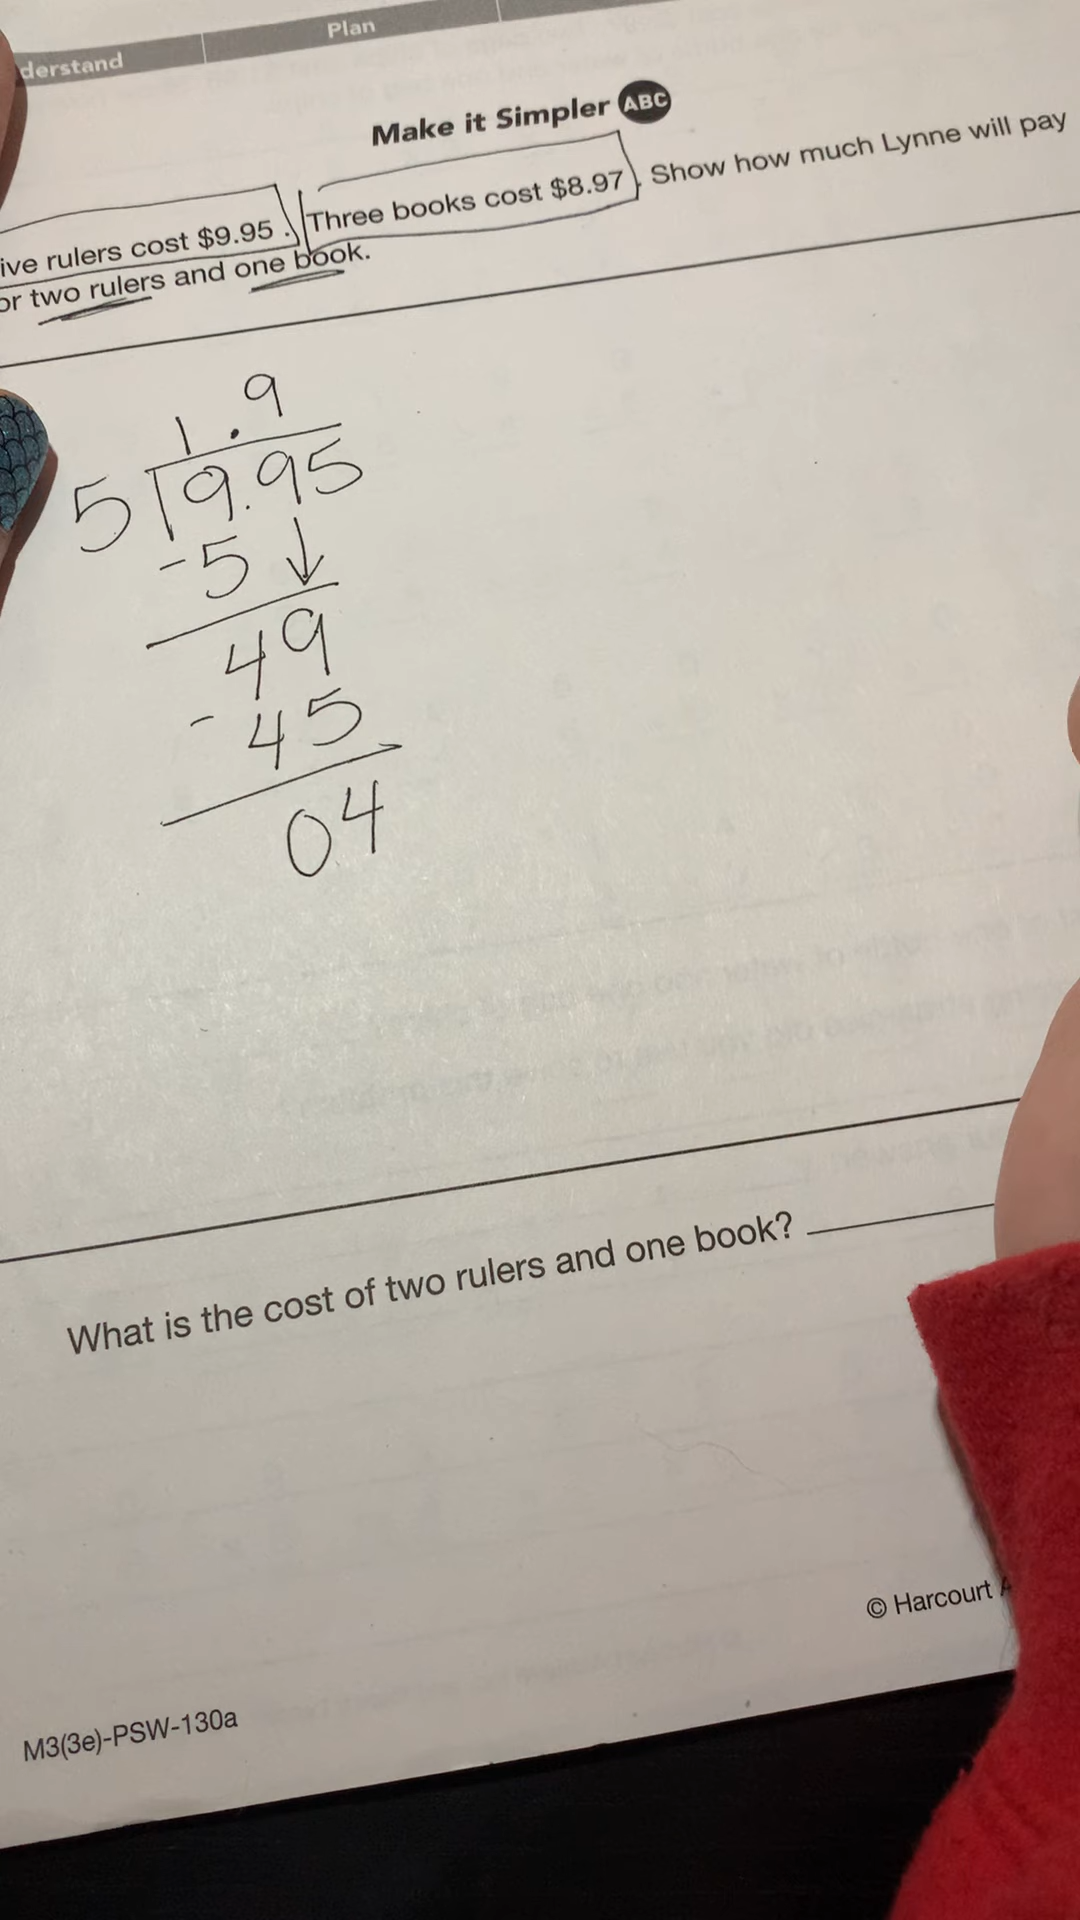 derstand Plan
Make it Simpler ABC
ive rulers cost $9.95. Three books cost $8.97. Show how much Lynne will pay
or two rulers and one book.
1.9
5 9.95
-5
49
-45
04
What is the cost of two rulers and one book?
© Harcourt A
M3(3e)-PSW-130a